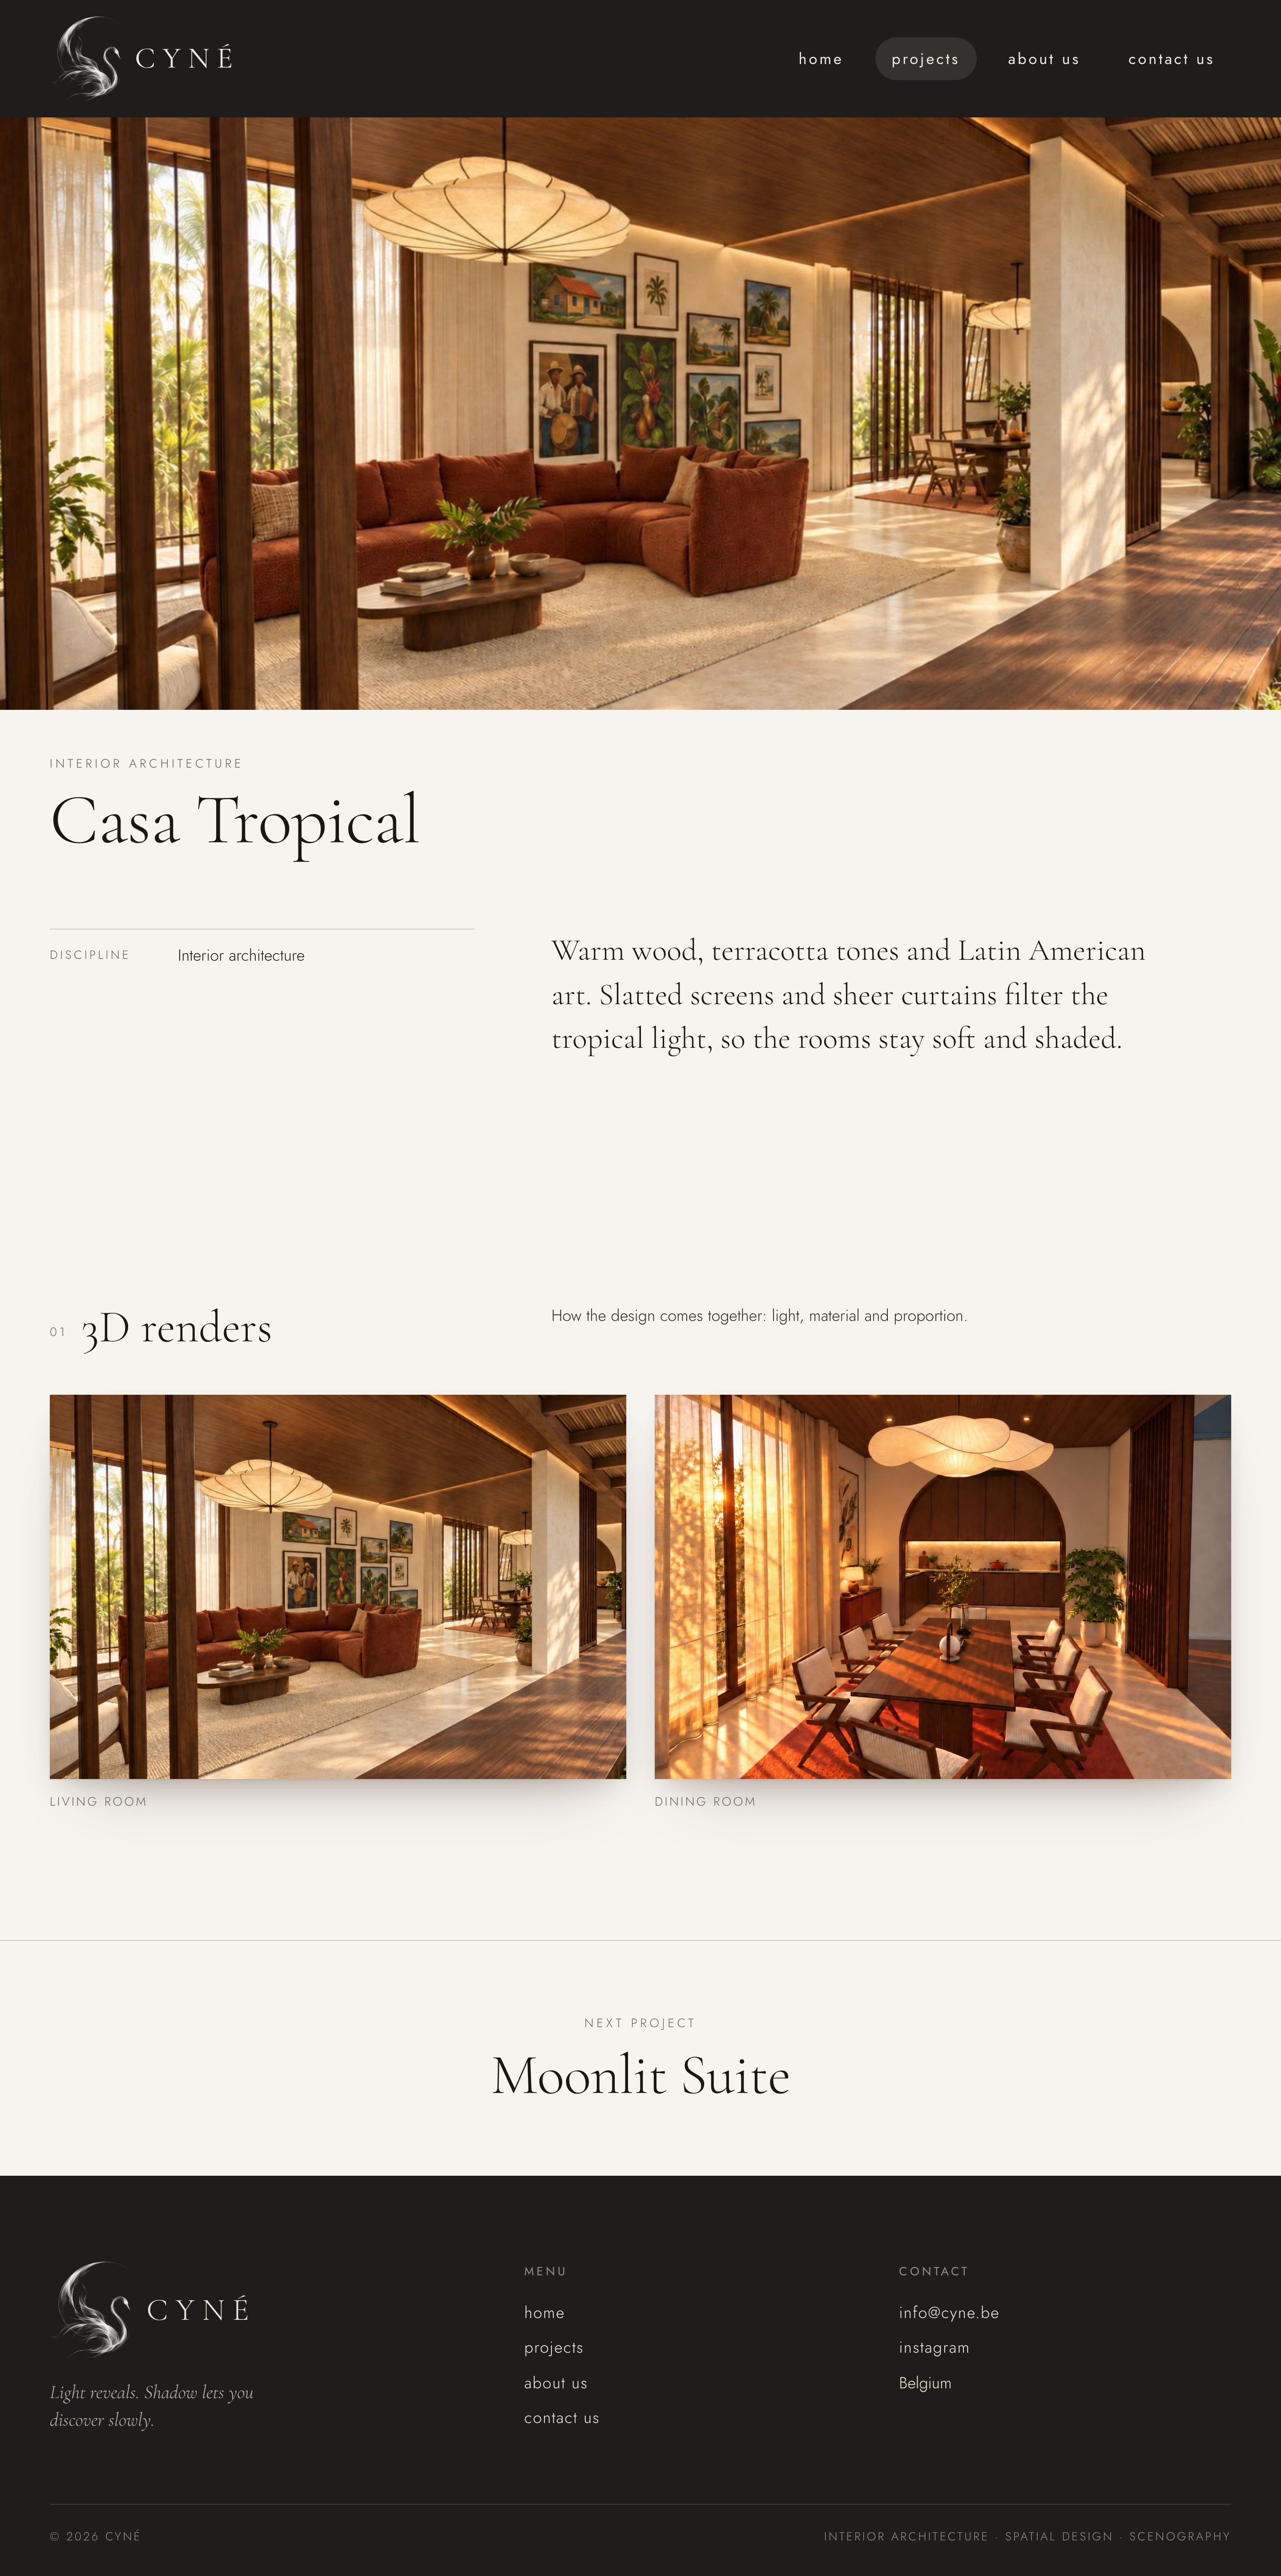 CYNÉ
home
projects
about us
contact us
INTERIOR ARCHITECTURE
Casa Tropical
DISCIPLINE
Interior architecture
Warm wood, terracotta tones and Latin American
art. Slatted screens and sheer curtains filter the
tropical light, so the rooms stay soft and shaded.
01 3D renders
How the design comes together: light, material and proportion.
LIVING ROOM
DINING ROOM
NEXT PROJECT
Moonlit Suite
CYNÉ
Light reveals. Shadow lets you
discover slowly.
MENU
home
projects
about us
contact us
CONTACT
info@cyne.be
instagram
Belgium
© 2026 CYNÉ
INTERIOR ARCHITECTURE · SPATIAL DESIGN · SCENOGRAPHY